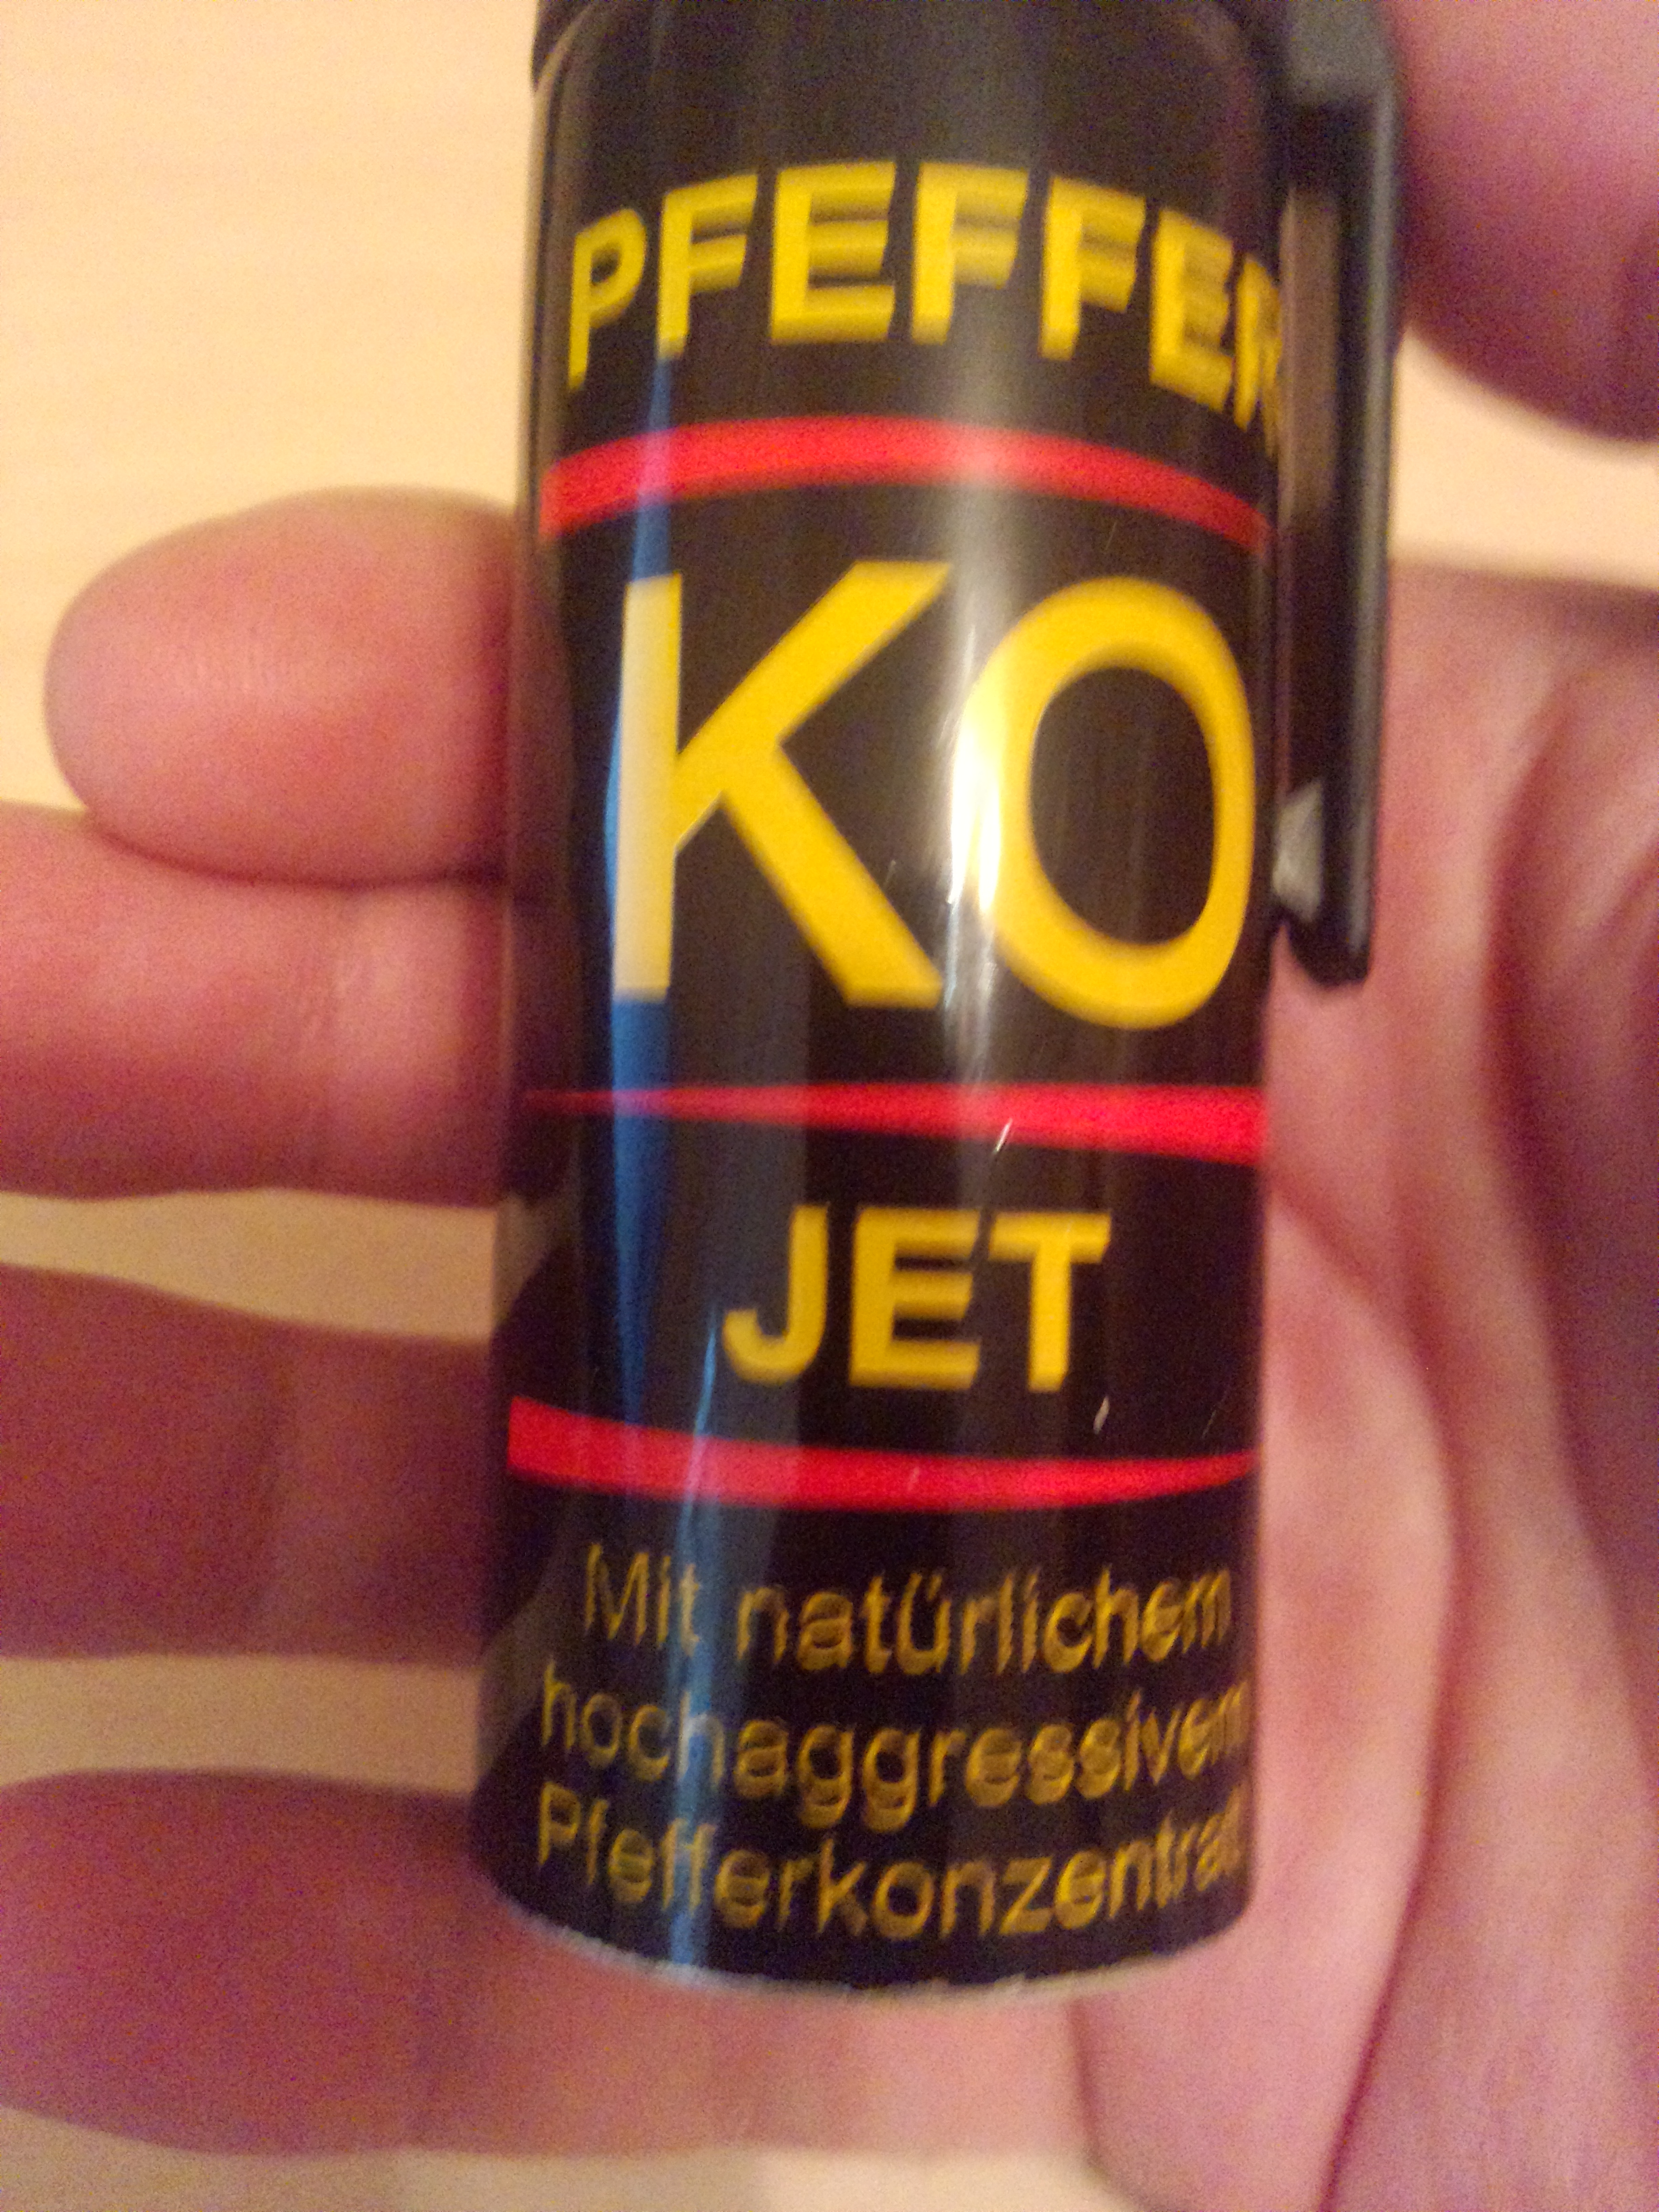 PFEFFER
KO
JET
Mit natürlichem
hochaggressivem
Pfefferkonzentrat